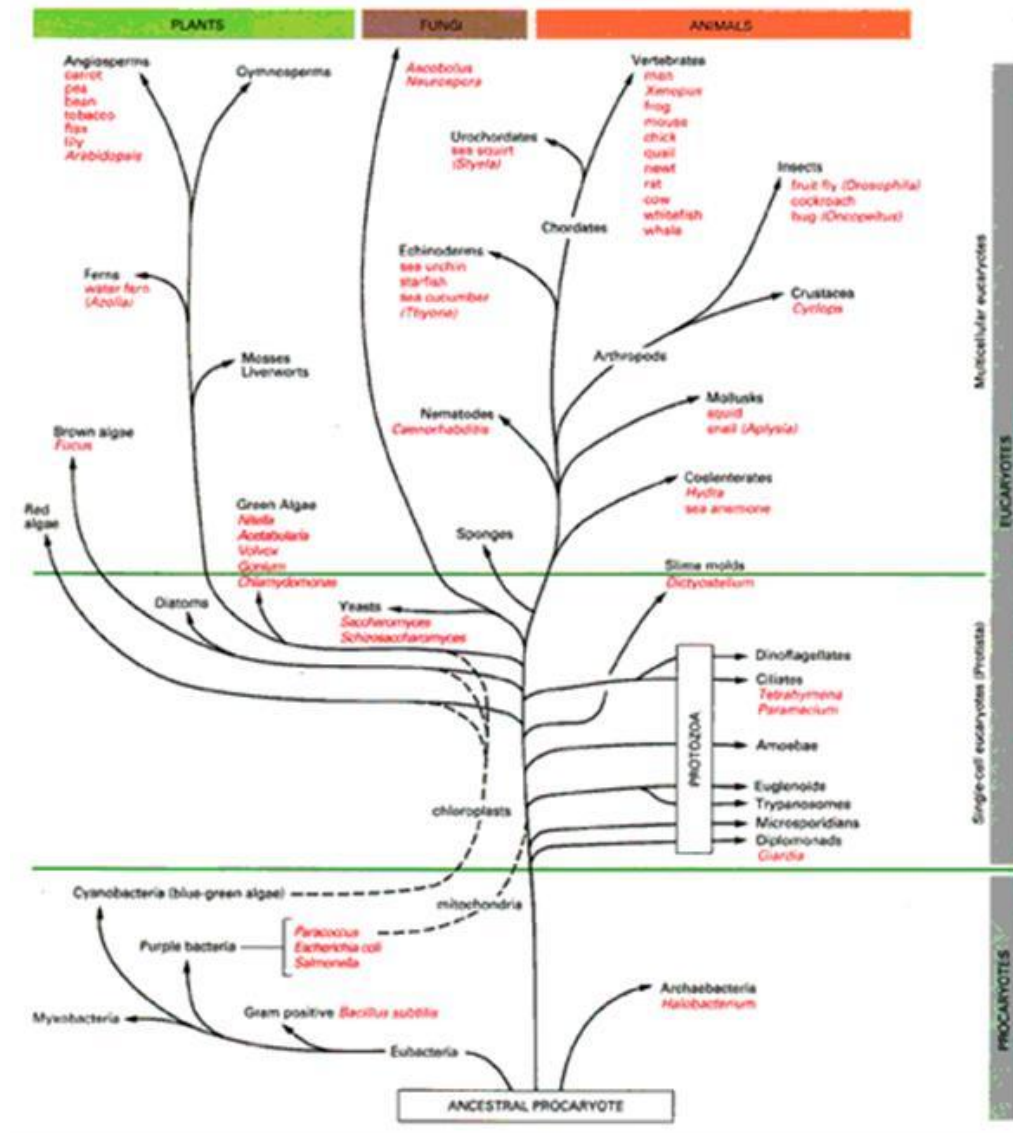 PLANTS
FUNGI
ANIMALS
Angiosperms
carrot
pea
bean
tobacco
flax
lily
Arabidopsis
Gymnosperms
Ascobolus
Neurospora
Vertebrates
man
Xenopus
frog
mouse
chick
quail
newt
rat
cow
whitefish
whale
Urochordates
sea squirt
(Styela)
Insects
fruit fly (Drosophila)
cockroach
bug (Oncopeltus)
Chordates
Echinoderms
sea urchin
starfish
sea cucumber
(Thyone)
Ferns
water fern
(Azolla)
Crustacea
Cyclops
Mosses
Liverworts
Arthropods
Multicellular eucaryotes
Nematodes
Caenorhabditis
Mollusks
squid
snail (Aplysia)
Brown algae
Fucus
EUCARYOTES
Coelenterates
Hydra
sea anemone
Red
algae
Green Algae
Nitella
Acetabularia
Volvox
Gonium
Chlamydomonas
Sponges
Slime molds
Dictyostelium
Diatoms
Yeasts
Saccharomyces
Schizosaccharomyces
Single-cell eucaryotes (Protista)
PROTOZOA
Dinoflagellates
Ciliates
Tetrahymena
Paramecium
Amoebae
Euglenoids
Trypanosomes
Microsporidians
Diplomonads
Giardia
chloroplasts
Cyanobacteria (blue-green algae)
mitochondria
Purple bacteria
Paracoccus
Escherichia coli
Salmonella
PROCARYOTES
Archaebacteria
Halobacterium
Myxobacteria
Gram positive Bacillus subtilis
Eubacteria
ANCESTRAL PROCARYOTE